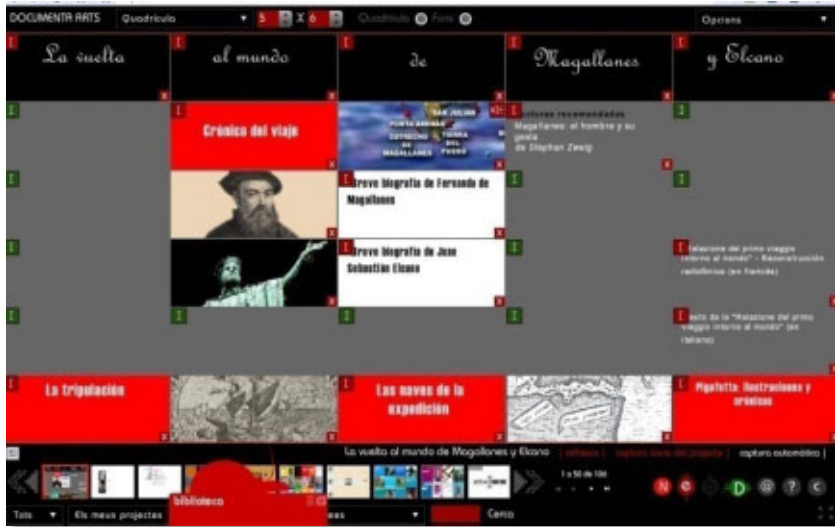 DOCUMENTA ARTS Quadrícula 5 X 6 Quadrícula Fons Opcions
La vuelta
al mundo
de
Magallanes
y Elcano
Crónica del viaje
SAN JULIAN
PUNTA ARENAS
ESTRECHO DE MAGALLANES
TIERRA DEL FUEGO
recomendadas
Magallanes: el hombre y su
gesta
de Stephan Zweig
Breve biografía de Fernando de
Magallanes
Breve biografía de Juan
Sebastián Elcano
"Relazione del primo viaggio
intorno al mondo" - Reconstrucción
radiofónica (en francés)
Texto de la "Relazione del primo
viaggio intorno al mondo" (en
italiano)
La tripulación
Las naves de la
expedición
Pigafetta: ilustraciones y
crónicas
La vuelta al mundo de Magallanes y Elcano | refresca | captura automàtica |
1 a 50 de 106
D @ ? C
biblioteca
Tots Els meus projectes Cerca